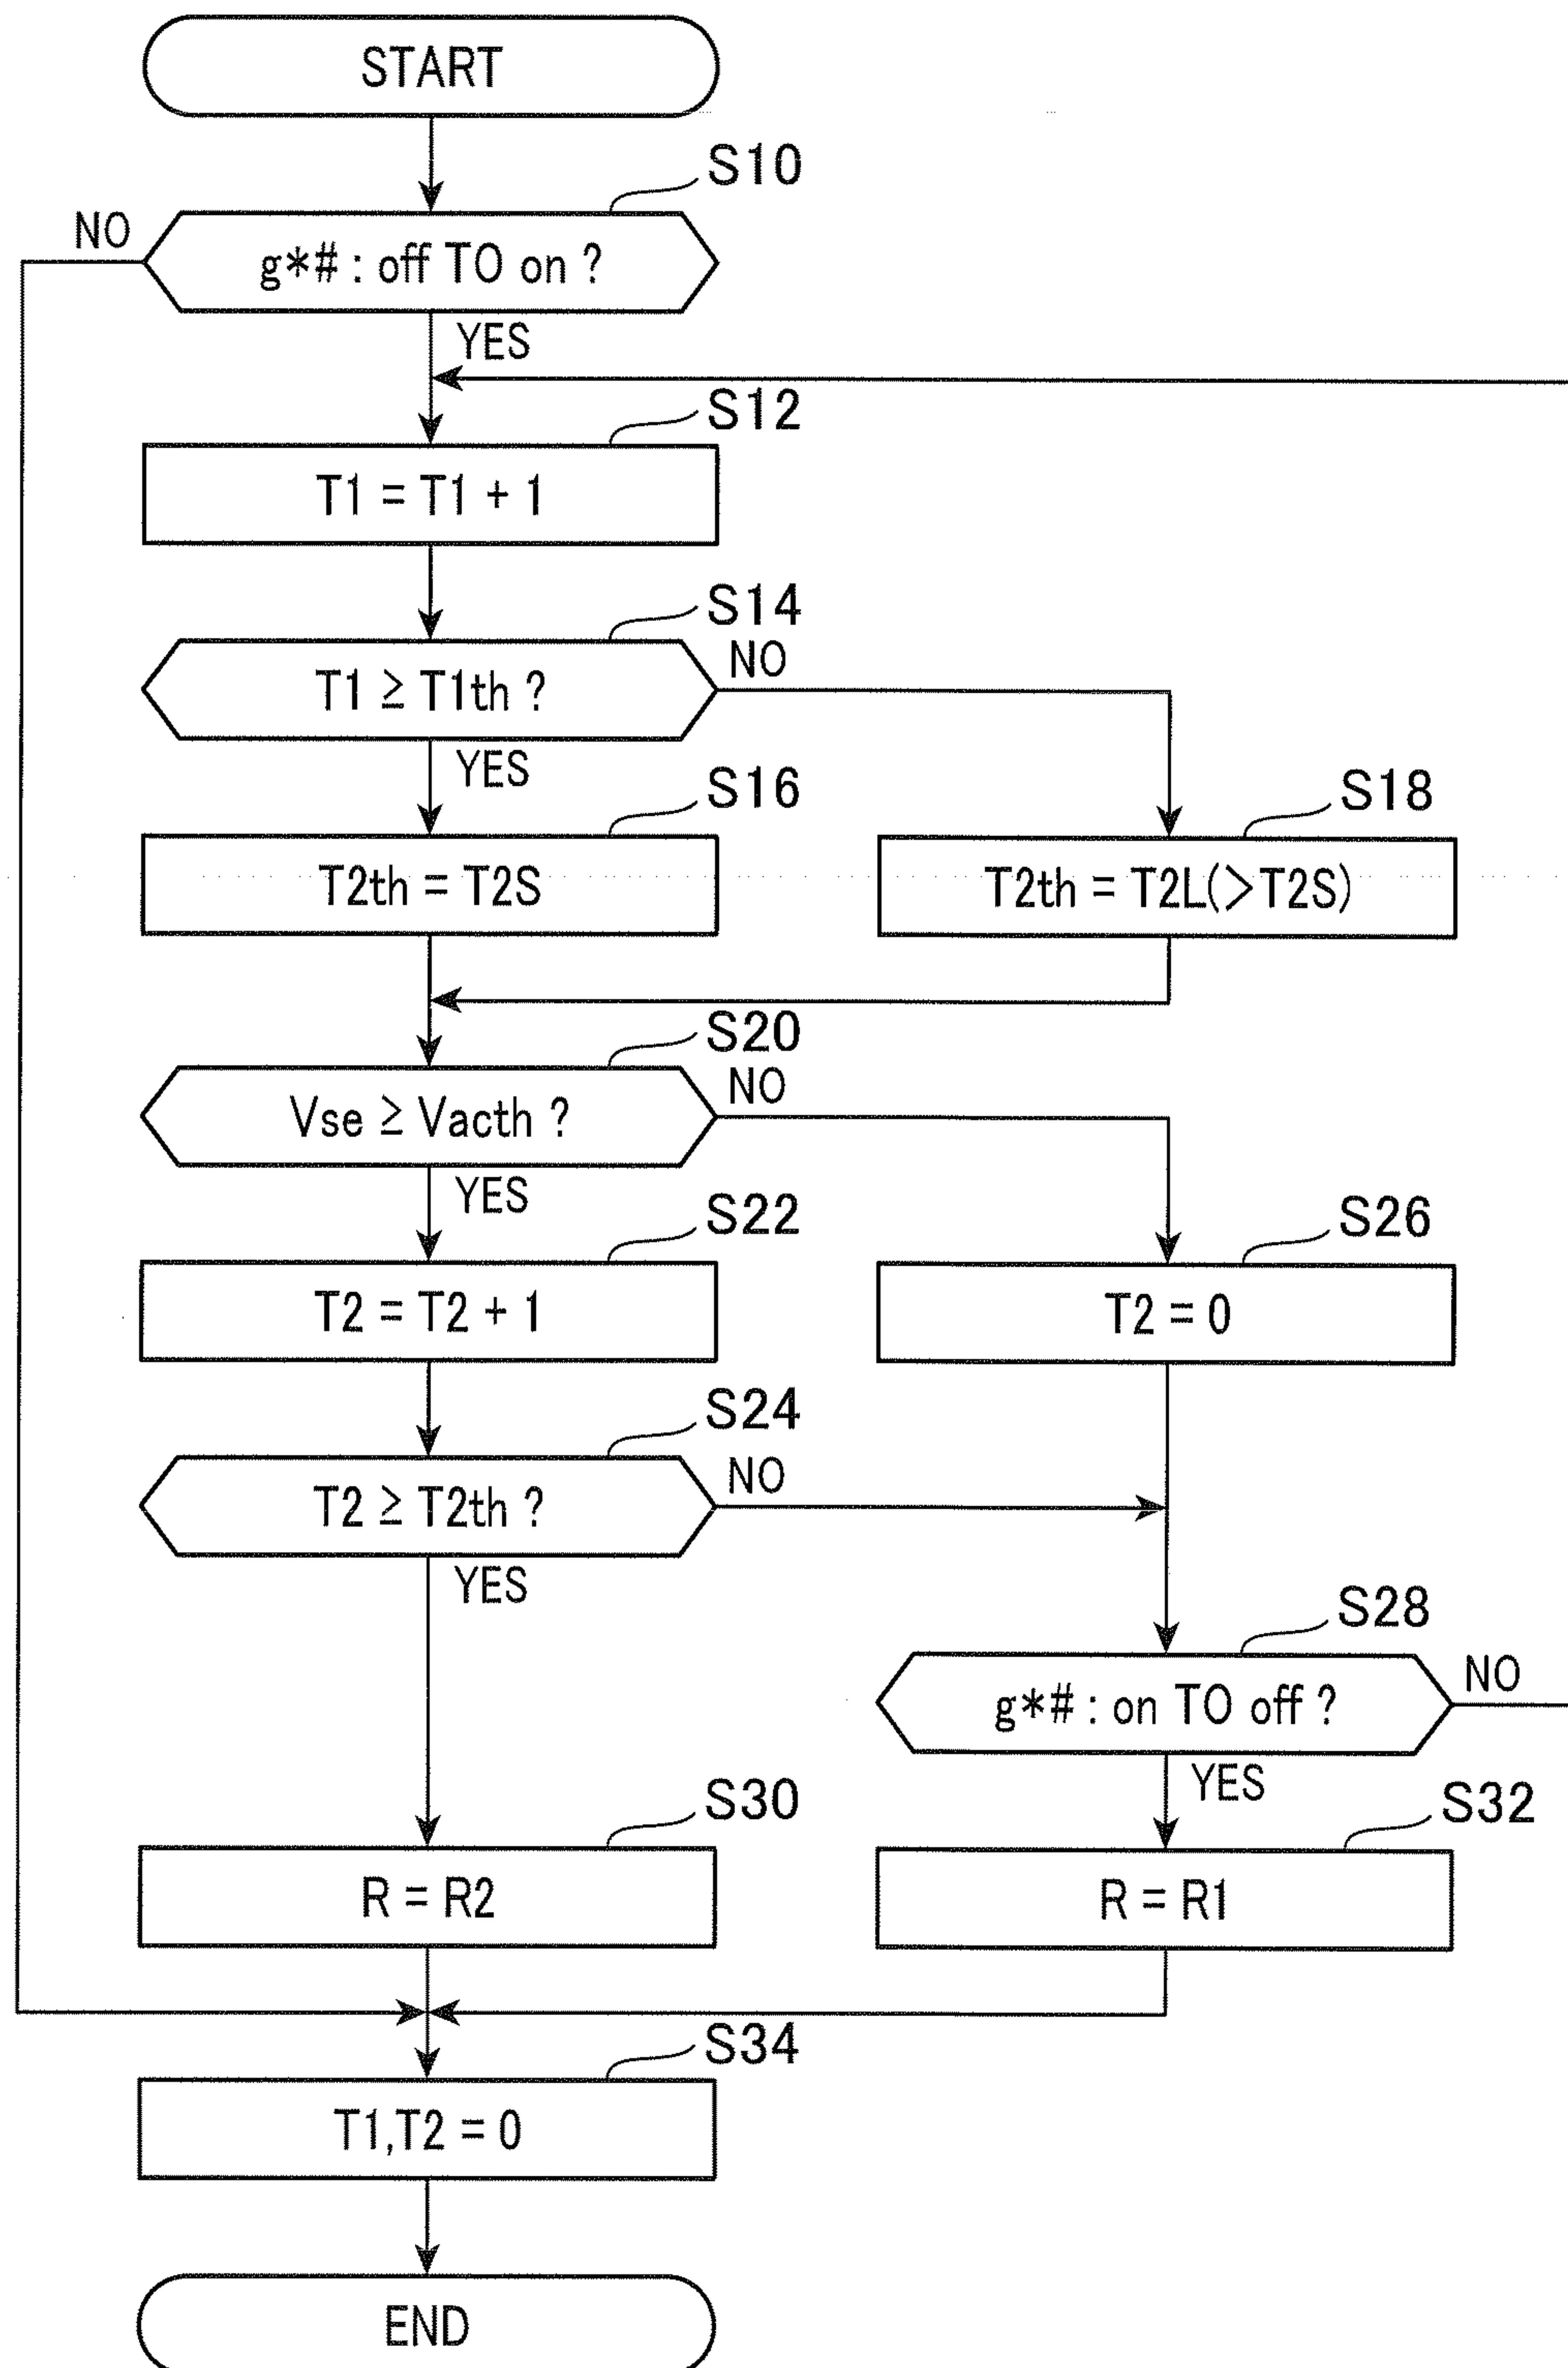 START
S10
NO
g*# : off TO on ?
YES
S12
T1 = T1 + 1
S14
NO
T1 ≥ T1th ?
YES
S16
S18
T2th = T2S
T2th = T2L(>T2S)
S20
NO
Vse ≥ Vacth ?
YES
S22
S26
T2 = T2 + 1
T2 = 0
S24
NO
T2 ≥ T2th ?
YES
S28
NO
g*# : on TO off ?
YES
S30
S32
R = R2
R = R1
S34
T1,T2 = 0
END